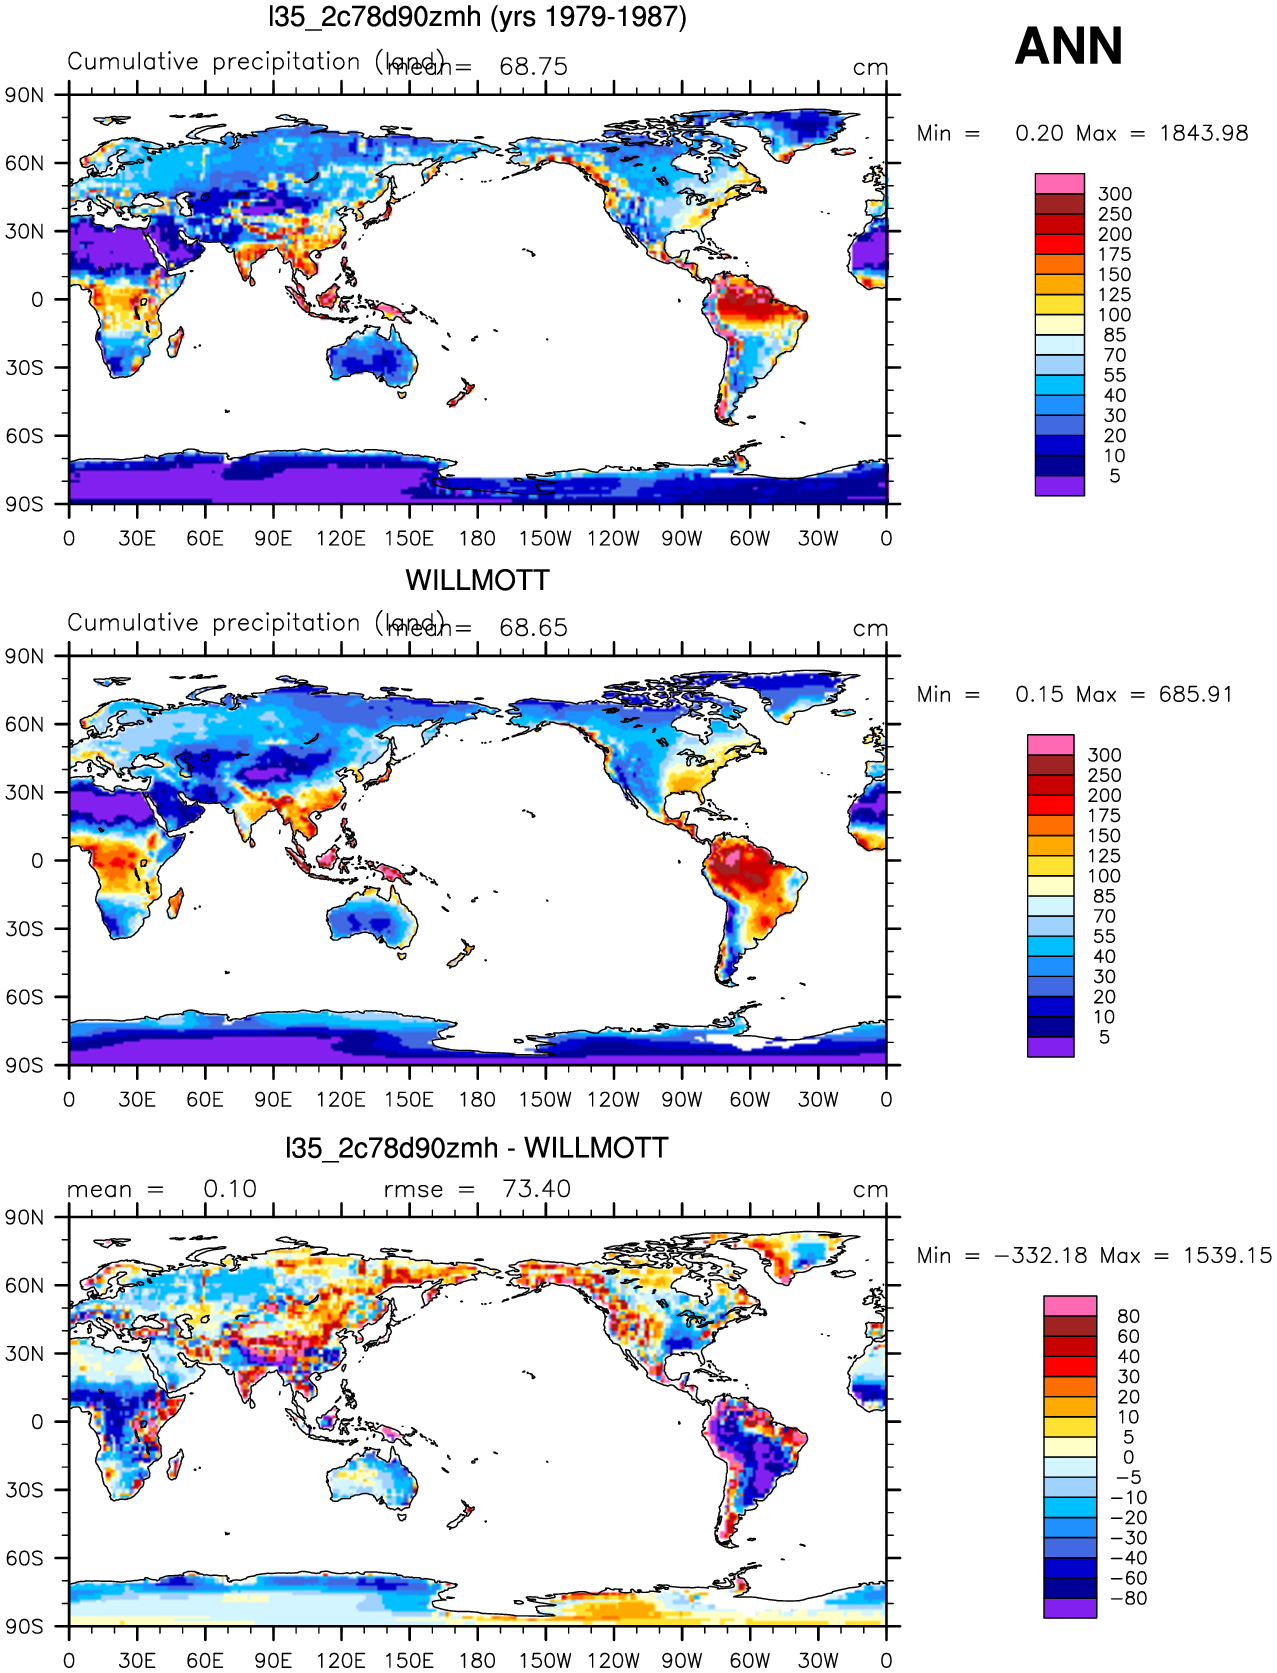 l35_2c78d90zmh (yrs 1979-1987)
ANN
Cumulative precipitation (land)
mean= 68.75
cm
Min = 0.20 Max = 1843.98
90N
60N
30N
0
30S
60S
90S
0 30E 60E 90E 120E 150E 180 150W 120W 90W 60W 30W 0
300
250
200
175
150
125
100
85
70
55
40
30
20
10
5
WILLMOTT
Cumulative precipitation (land)
mean= 68.65
cm
Min = 0.15 Max = 685.91
90N
60N
30N
0
30S
60S
90S
0 30E 60E 90E 120E 150E 180 150W 120W 90W 60W 30W 0
300
250
200
175
150
125
100
85
70
55
40
30
20
10
5
l35_2c78d90zmh - WILLMOTT
mean = 0.10 rmse = 73.40 cm
Min = −332.18 Max = 1539.15
90N
60N
30N
0
30S
60S
90S
0 30E 60E 90E 120E 150E 180 150W 120W 90W 60W 30W 0
80
60
40
30
20
10
5
0
−5
−10
−20
−30
−40
−60
−80